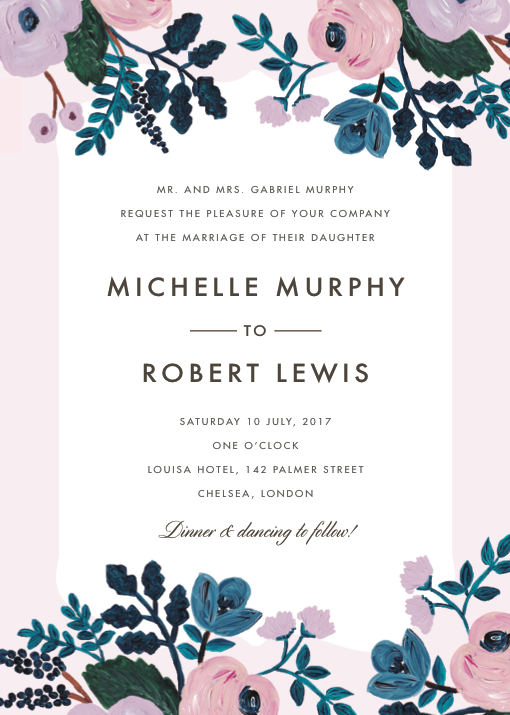 MR. AND MRS. GABRIEL MURPHY
REQUEST THE PLEASURE OF YOUR COMPANY
AT THE MARRIAGE OF THEIR DAUGHTER
MICHELLE MURPHY
TO
ROBERT LEWIS
SATURDAY 10 JULY, 2017
ONE O'CLOCK
LOUISA HOTEL, 142 PALMER STREET
CHELSEA, LONDON
Dinner & dancing to follow!